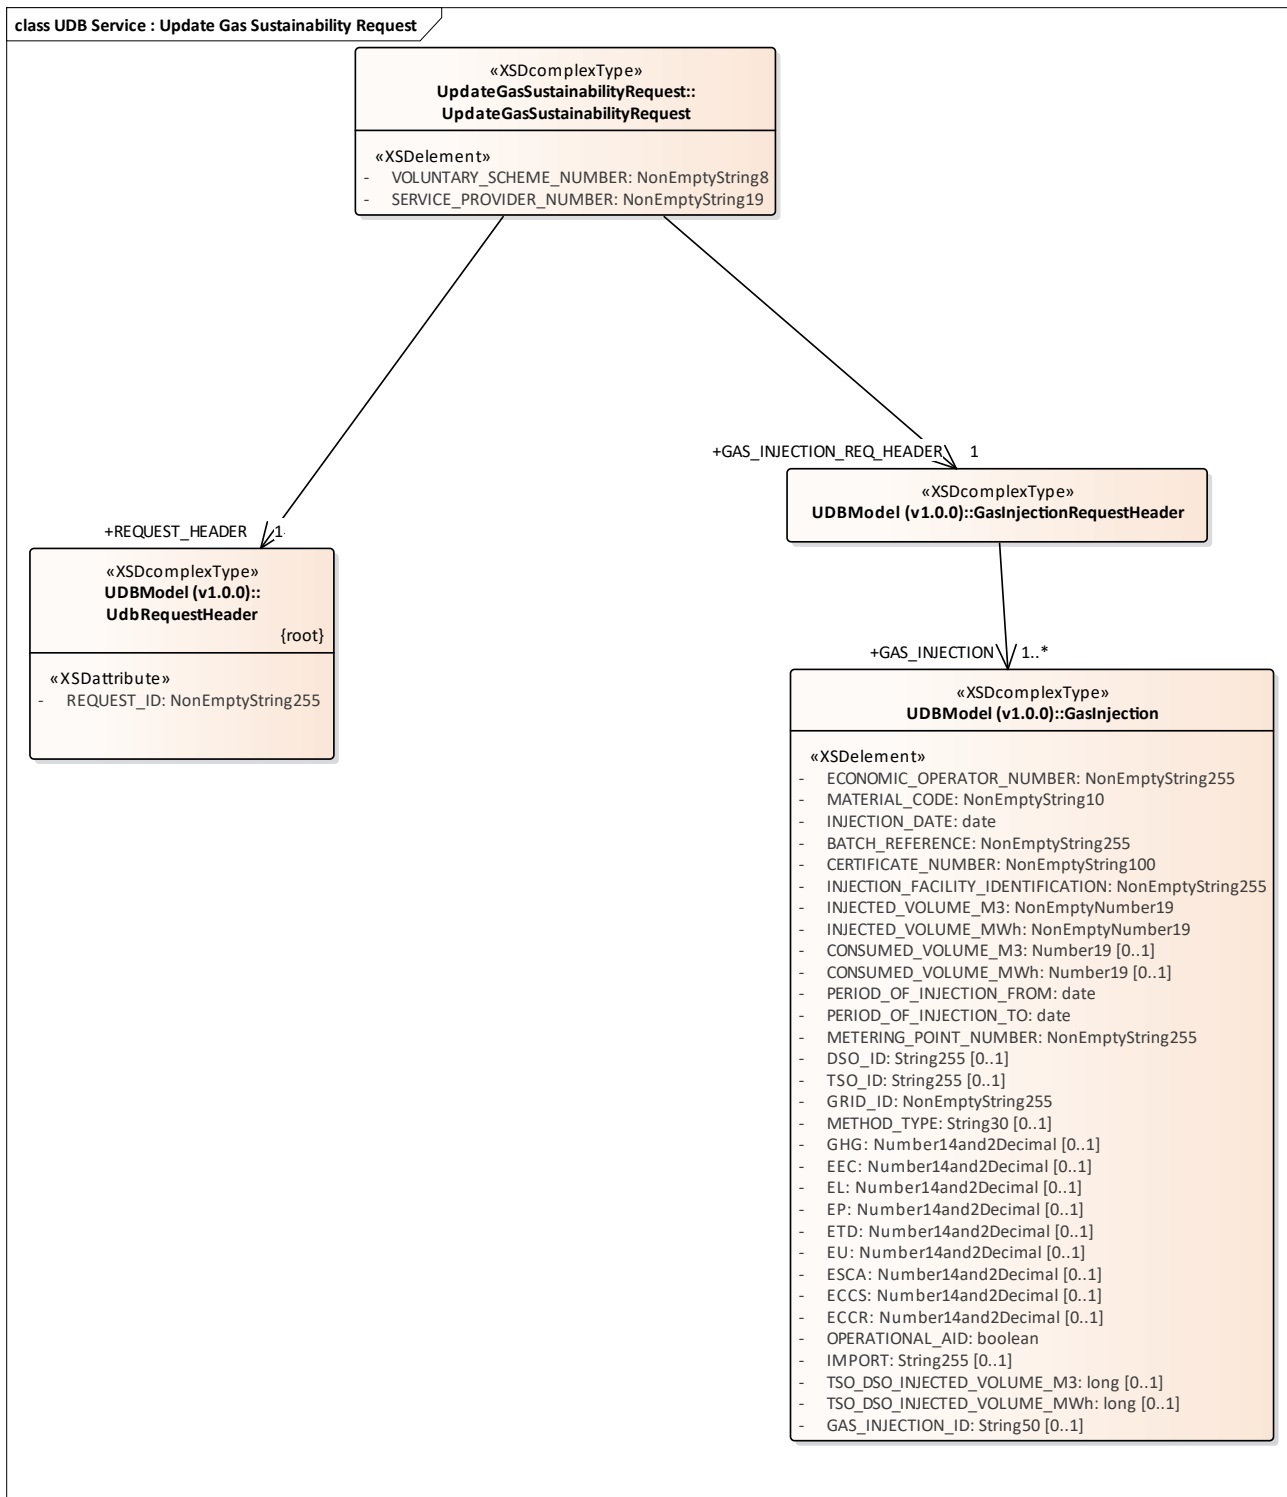 class UDB Service : Update Gas Sustainability Request
«XSDcomplexType»
UpdateGasSustainabilityRequest::
UpdateGasSustainabilityRequest
«XSDelement»
- VOLUNTARY_SCHEME_NUMBER: NonEmptyString8
- SERVICE_PROVIDER_NUMBER: NonEmptyString19
+GAS_INJECTION_REQ_HEADER 1
«XSDcomplexType»
UDBModel (v1.0.0)::GasInjectionRequestHeader
+REQUEST_HEADER 1
«XSDcomplexType»
UDBModel (v1.0.0)::
UdbRequestHeader
{root}
«XSDattribute»
- REQUEST_ID: NonEmptyString255
+GAS_INJECTION 1..*
«XSDcomplexType»
UDBModel (v1.0.0)::GasInjection
«XSDelement»
- ECONOMIC_OPERATOR_NUMBER: NonEmptyString255
- MATERIAL_CODE: NonEmptyString10
- INJECTION_DATE: date
- BATCH_REFERENCE: NonEmptyString255
- CERTIFICATE_NUMBER: NonEmptyString100
- INJECTION_FACILITY_IDENTIFICATION: NonEmptyString255
- INJECTED_VOLUME_M3: NonEmptyNumber19
- INJECTED_VOLUME_MWh: NonEmptyNumber19
- CONSUMED_VOLUME_M3: Number19 [0..1]
- CONSUMED_VOLUME_MWh: Number19 [0..1]
- PERIOD_OF_INJECTION_FROM: date
- PERIOD_OF_INJECTION_TO: date
- METERING_POINT_NUMBER: NonEmptyString255
- DSO_ID: String255 [0..1]
- TSO_ID: String255 [0..1]
- GRID_ID: NonEmptyString255
- METHOD_TYPE: String30 [0..1]
- GHG: Number14and2Decimal [0..1]
- EEC: Number14and2Decimal [0..1]
- EL: Number14and2Decimal [0..1]
- EP: Number14and2Decimal [0..1]
- ETD: Number14and2Decimal [0..1]
- EU: Number14and2Decimal [0..1]
- ESCA: Number14and2Decimal [0..1]
- ECCS: Number14and2Decimal [0..1]
- ECCR: Number14and2Decimal [0..1]
- OPERATIONAL_AID: boolean
- IMPORT: String255 [0..1]
- TSO_DSO_INJECTED_VOLUME_M3: long [0..1]
- TSO_DSO_INJECTED_VOLUME_MWh: long [0..1]
- GAS_INJECTION_ID: String50 [0..1]